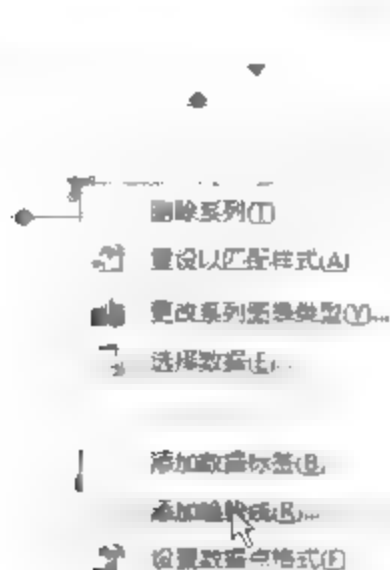 删除系列(T)
重设以匹配样式(A)
更改系列图表类型(Y)...
选择数据(E)...
添加数据标签(B)
添加趋势线(R)...
设置数据点格式(F)